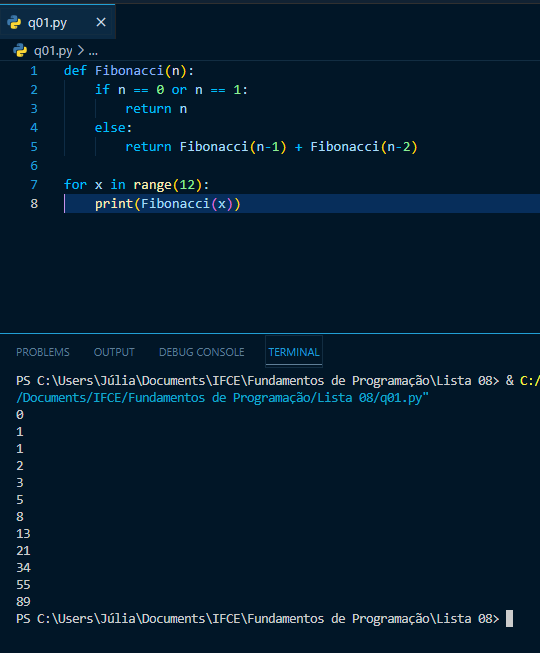 q01.py
q01.py > ...
1 def Fibonacci(n):
2     if n == 0 or n == 1:
3         return n
4     else:
5         return Fibonacci(n-1) + Fibonacci(n-2)
6
7 for x in range(12):
8     print(Fibonacci(x))
PROBLEMS OUTPUT DEBUG CONSOLE TERMINAL
PS C:\Users\Júlia\Documents\IFCE\Fundamentos de Programação\Lista 08> & C:/
/Documents/IFCE/Fundamentos de Programação/Lista 08/q01.py"
0
1
1
2
3
5
8
13
21
34
55
89
PS C:\Users\Júlia\Documents\IFCE\Fundamentos de Programação\Lista 08>